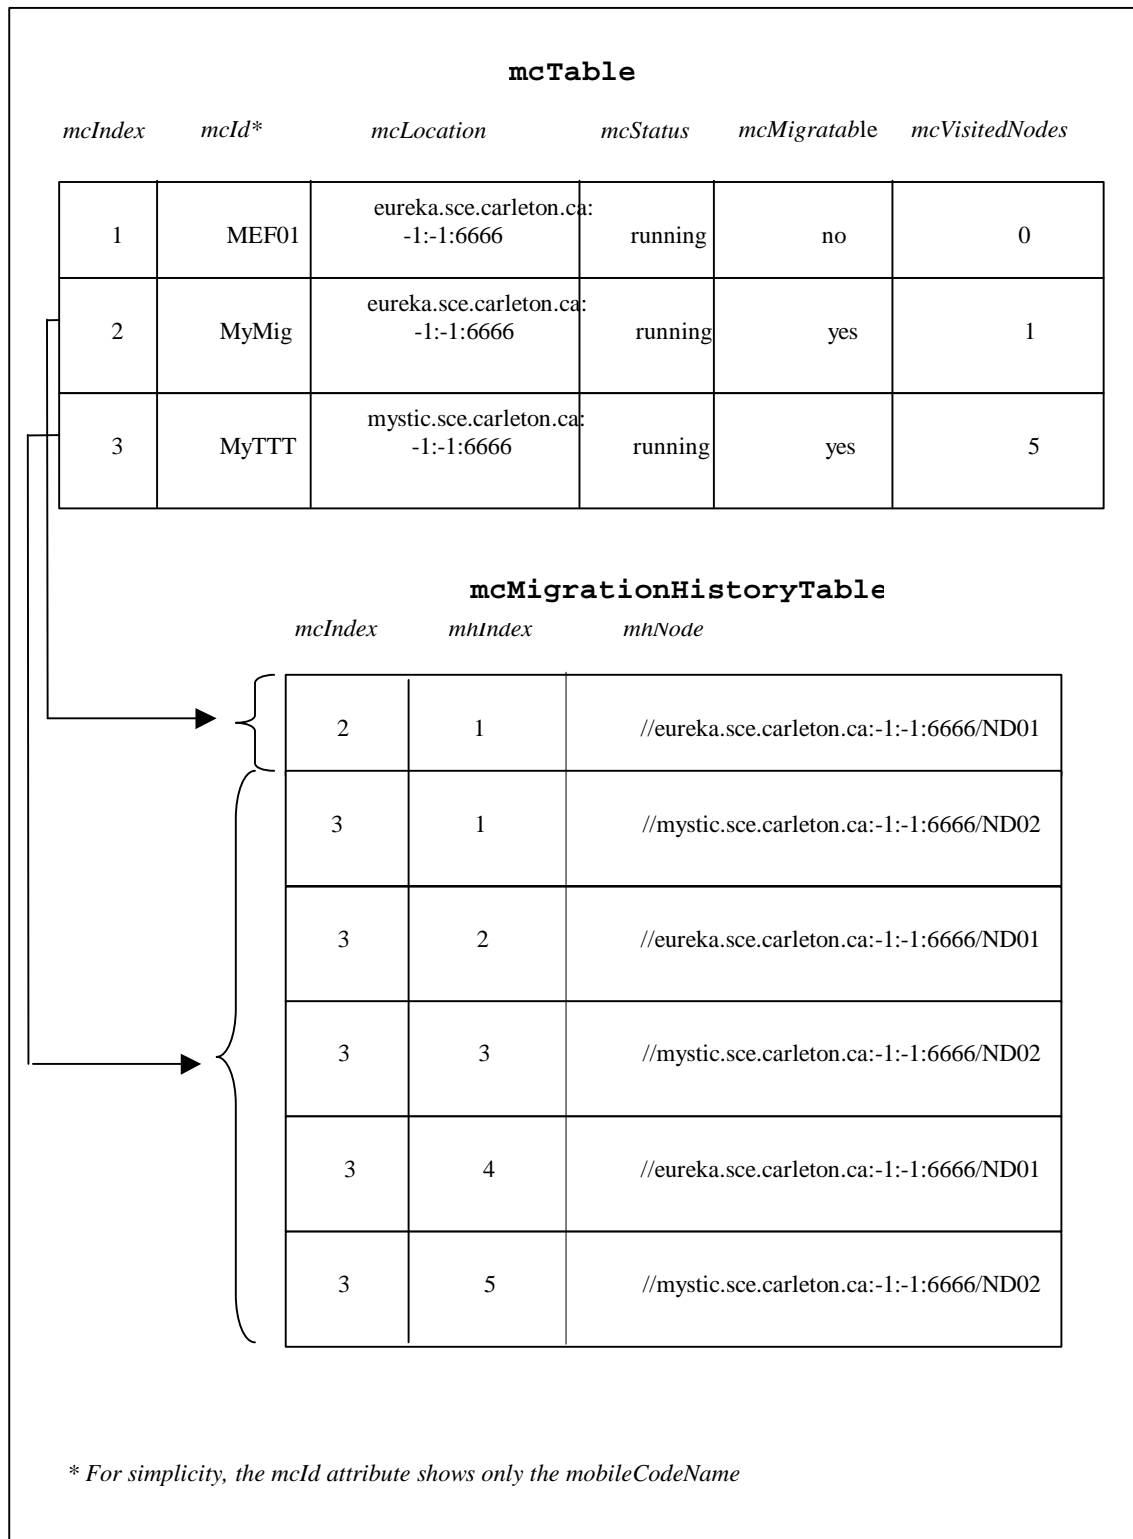 mcTable
mcIndex mcId* mcLocation mcStatus mcMigratable mcVisitedNodes
eureka.sce.carleton.ca:
1 MEF01 -1:-1:6666 running no 0
eureka.sce.carleton.ca:
2 MyMig -1:-1:6666 running yes 1
mystic.sce.carleton.ca:
3 MyTTT -1:-1:6666 running yes 5
mcMigrationHistoryTable
mcIndex mhIndex mhNode
2 1 //eureka.sce.carleton.ca:-1:-1:6666/ND01
3 1 //mystic.sce.carleton.ca:-1:-1:6666/ND02
3 2 //eureka.sce.carleton.ca:-1:-1:6666/ND01
3 3 //mystic.sce.carleton.ca:-1:-1:6666/ND02
3 4 //eureka.sce.carleton.ca:-1:-1:6666/ND01
3 5 //mystic.sce.carleton.ca:-1:-1:6666/ND02
* For simplicity, the mcId attribute shows only the mobileCodeName